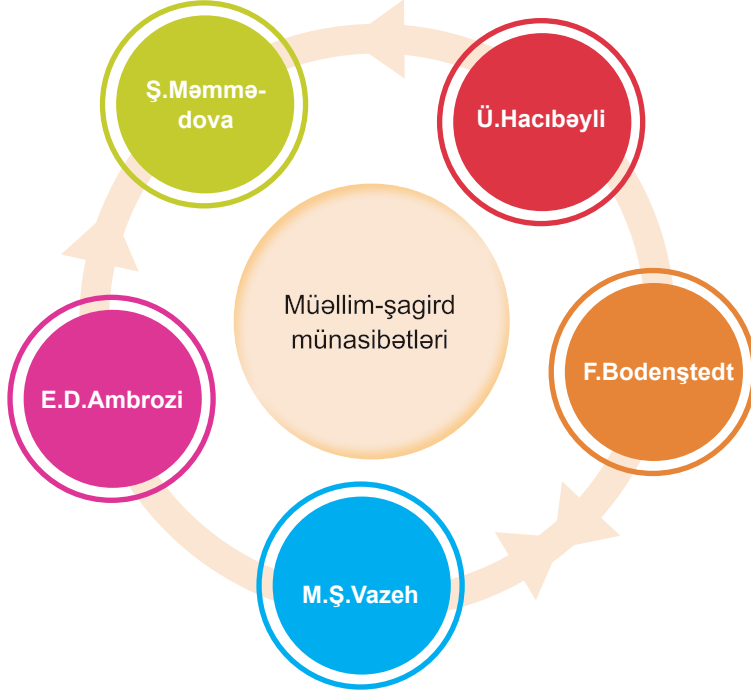 Ş.Məmmə-
dova
Ü.Hacıbəyli
Müəllim-şagird
münasibətləri
F.Bodenştedt
E.D.Ambrozi
M.Ş.Vazeh